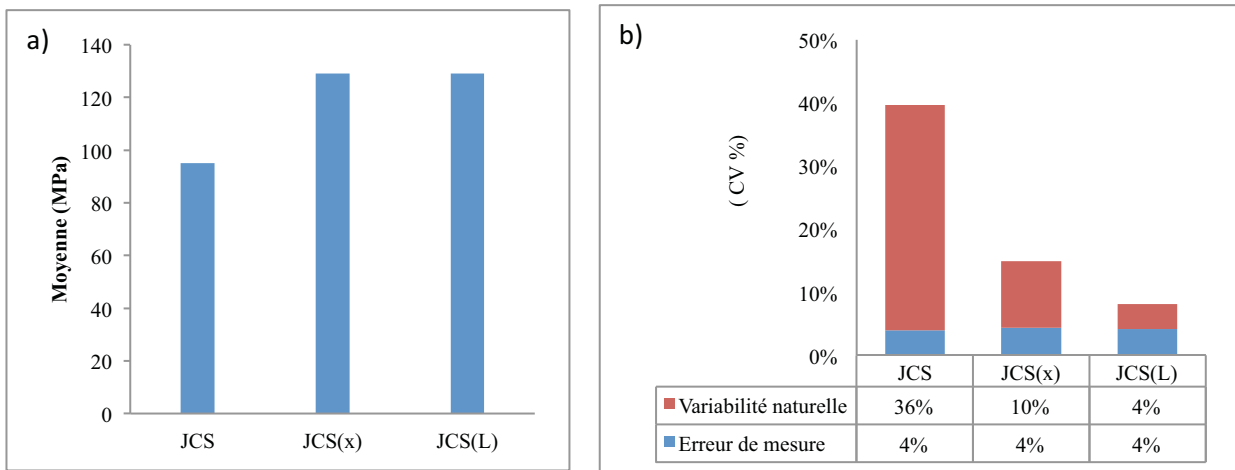 a)
Moyenne (MPa)
140
120
100
80
60
40
20
0
JCS JCS(x) JCS(L)
b)
( CV %)
50%
40%
30%
20%
10%
0%
JCS JCS(x) JCS(L)
Variabilité naturelle 36% 10% 4%
Erreur de mesure 4% 4% 4%